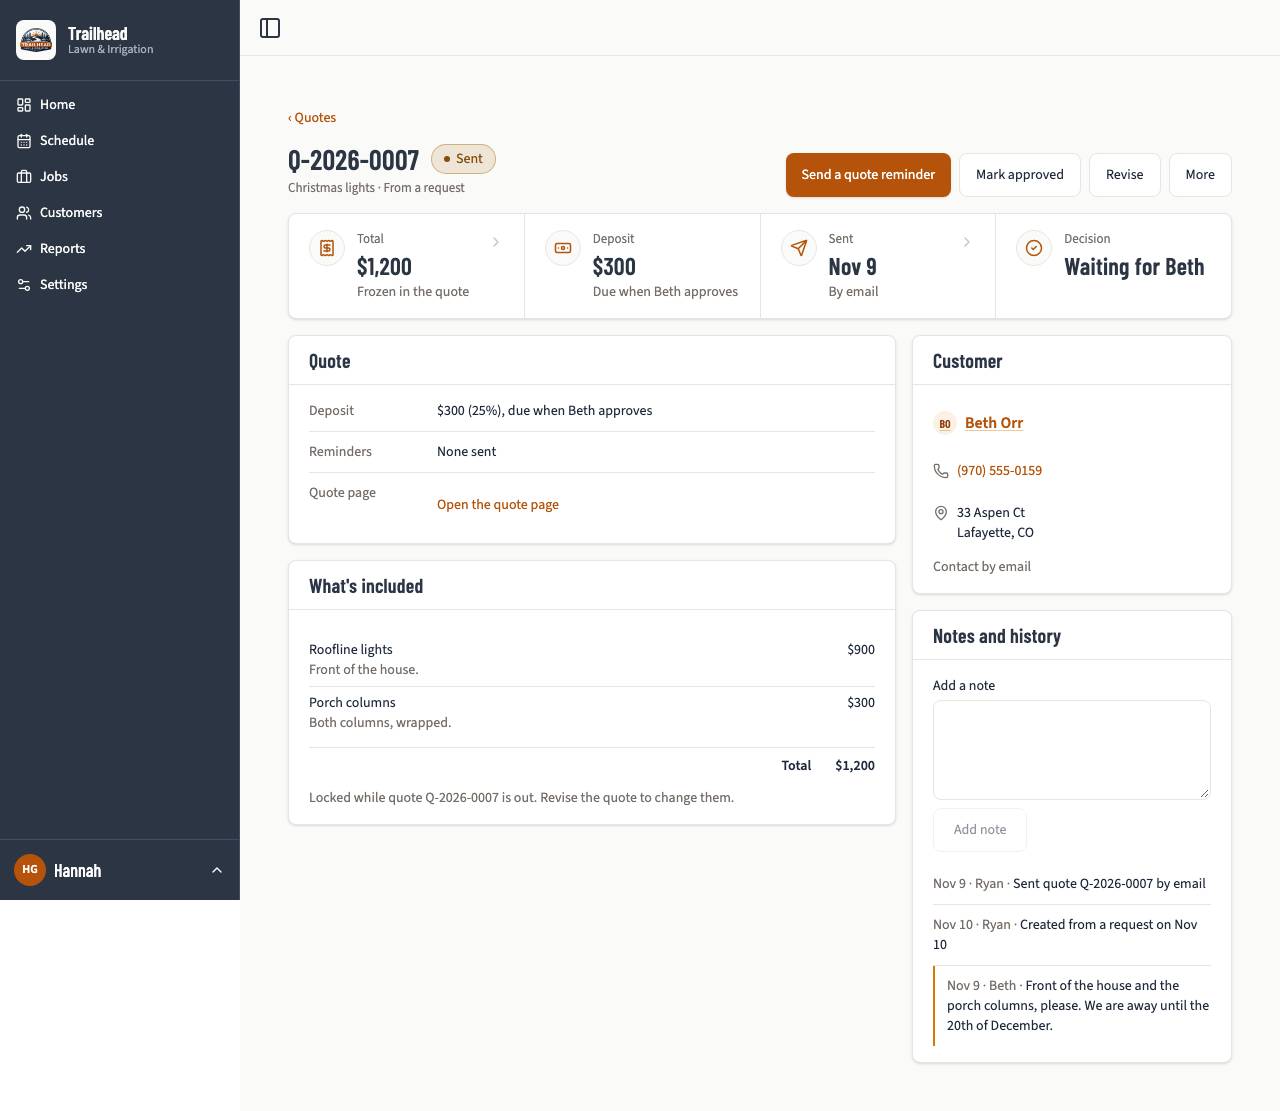 TRAILHEAD
Trailhead
Lawn & Irrigation
Home
Schedule
Jobs
Customers
Reports
Settings
HG
Hannah
‹ Quotes
Q-2026-0007
Sent
Christmas lights · From a request
Send a quote reminder
Mark approved
Revise
More
Total
$1,200
Frozen in the quote
Deposit
$300
Due when Beth approves
Sent
Nov 9
By email
Decision
Waiting for Beth
Quote
Deposit $300 (25%), due when Beth approves
Reminders None sent
Quote page
Open the quote page
What's included
Roofline lights $900
Front of the house.
Porch columns $300
Both columns, wrapped.
Total $1,200
Locked while quote Q-2026-0007 is out. Revise the quote to change them.
Customer
BO Beth Orr
(970) 555-0159
33 Aspen Ct
Lafayette, CO
Contact by email
Notes and history
Add a note
Add note
Nov 9 · Ryan · Sent quote Q-2026-0007 by email
Nov 10 · Ryan · Created from a request on Nov
10
Nov 9 · Beth · Front of the house and the
porch columns, please. We are away until the
20th of December.